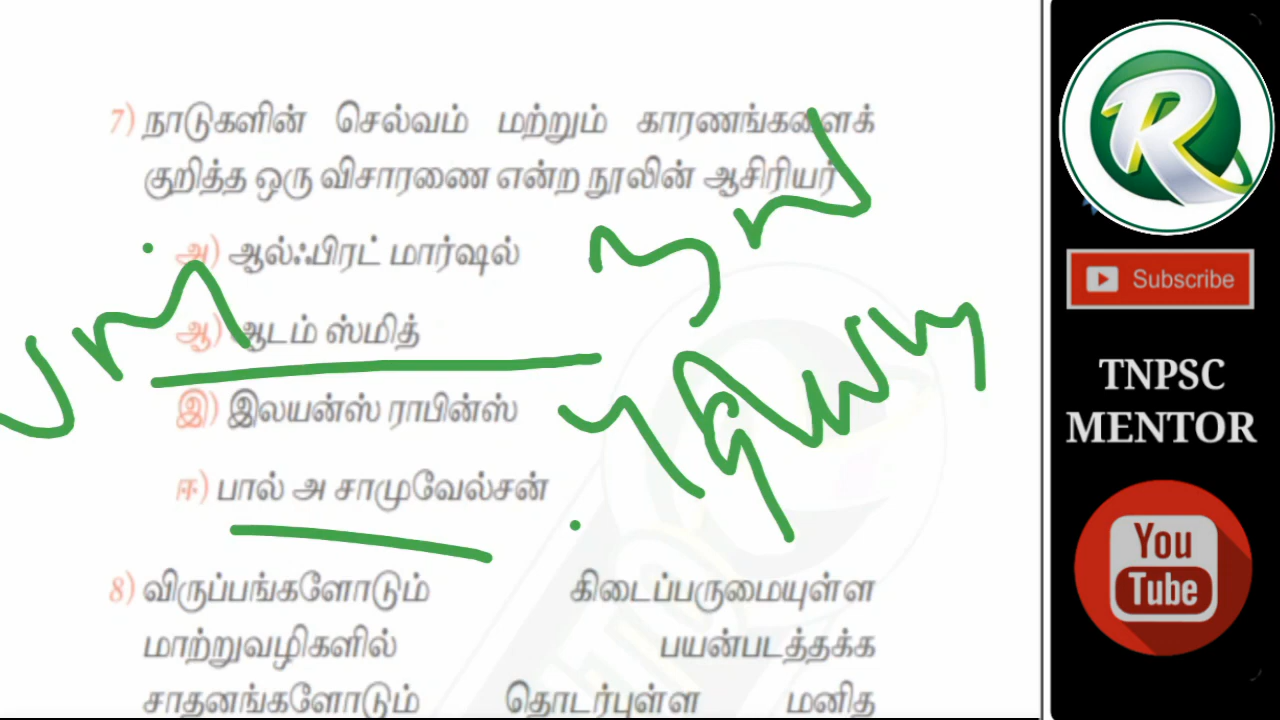 7) நாடுகளின் செல்வம் மற்றும் காரணங்களைக்
குறித்த ஒரு விசாரணை என்ற நூலின் ஆசிரியர்
அ) ஆல்ஃபிரட் மார்ஷல்
ஆ) ஆடம் ஸ்மித்
இ) இலயன்ஸ் ராபின்ஸ்
ஈ) பால் அ சாமுவேல்சன்
8) விருப்பங்களோடும் கிடைப்பருமையுள்ள
மாற்றுவழிகளில் பயன்படத்தக்க
சாதனங்களோடும் தொடர்புள்ள மனித
R
Subscribe
TNPSC
MENTOR
You
Tube